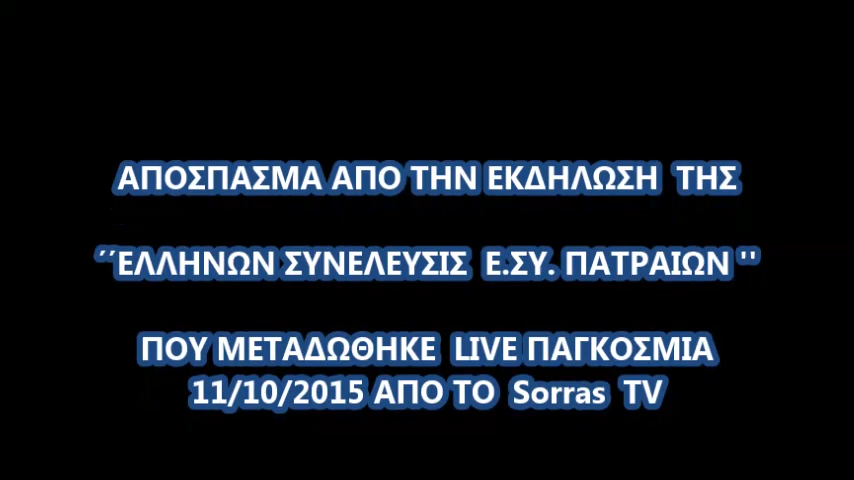 ΑΠΟΣΠΑΣΜΑ ΑΠΟ ΤΗΝ ΕΚΔΗΛΩΣΗ ΤΗΣ
΄΄ΕΛΛΗΝΩΝ ΣΥΝΕΛΕΥΣΙΣ Ε.ΣΥ. ΠΑΤΡΑΙΩΝ ''
ΠΟΥ ΜΕΤΑΔΩΘΗΚΕ LIVE ΠΑΓΚΟΣΜΙΑ
11/10/2015 ΑΠΟ ΤΟ Sorras TV